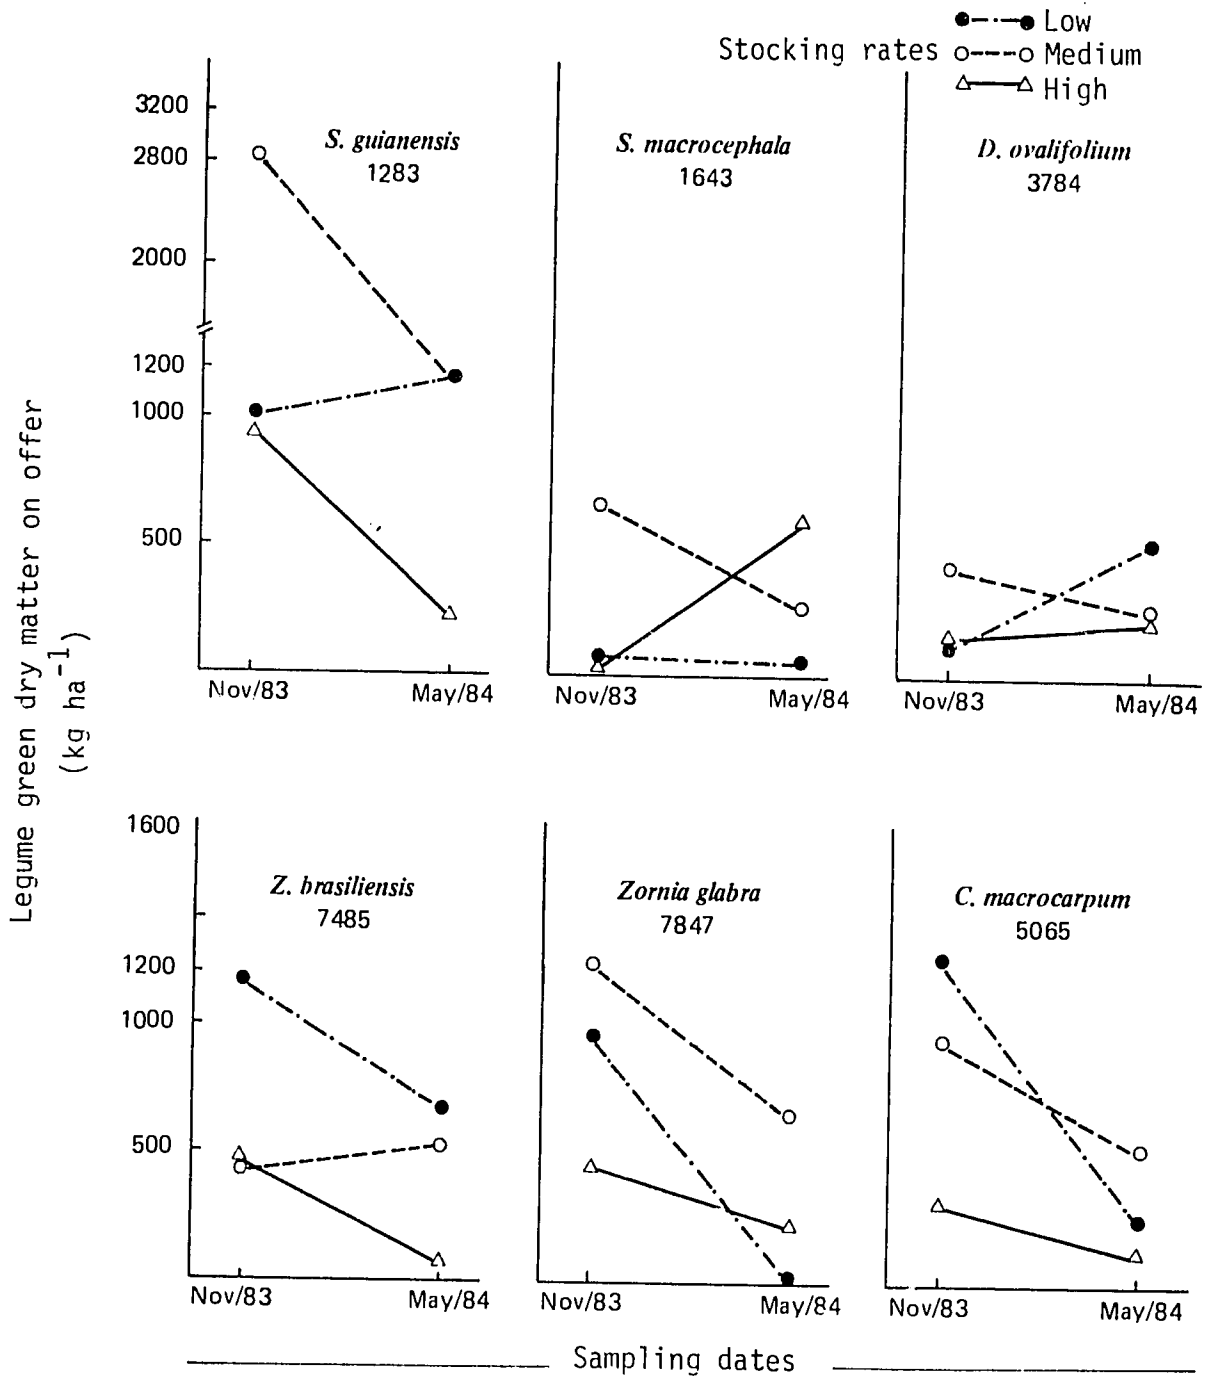 Stocking rates
Low
Medium
High
Legume green dry matter on offer
(kg ha⁻¹)
3200
2800
2000
1200
1000
500
S. guianensis
1283
Nov/83 May/84
S. macrocephala
1643
Nov/83 May/84
D. ovalifolium
3784
Nov/83 May/84
1600
1200
1000
500
Z. brasiliensis
7485
Nov/83 May/84
Zornia glabra
7847
Nov/83 May/84
C. macrocarpum
5065
Nov/83 May/84
Sampling dates